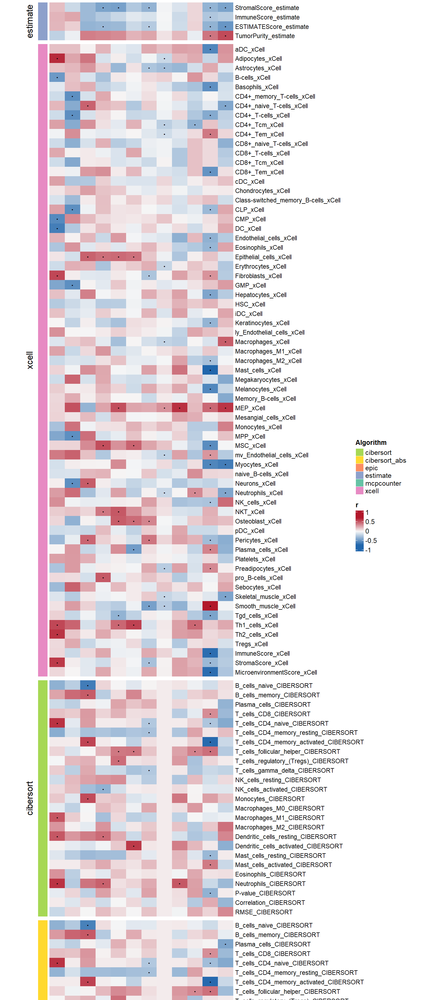 estimate
StromalScore_estimate
ImmuneScore_estimate
ESTIMATEScore_estimate
TumorPurity_estimate
xcell
aDC_xCell
Adipocytes_xCell
Astrocytes_xCell
B-cells_xCell
Basophils_xCell
CD4+_memory_T-cells_xCell
CD4+_naive_T-cells_xCell
CD4+_T-cells_xCell
CD4+_Tcm_xCell
CD4+_Tem_xCell
CD8+_naive_T-cells_xCell
CD8+_T-cells_xCell
CD8+_Tcm_xCell
CD8+_Tem_xCell
cDC_xCell
Chondrocytes_xCell
Class-switched_memory_B-cells_xCell
CLP_xCell
CMP_xCell
DC_xCell
Endothelial_cells_xCell
Eosinophils_xCell
Epithelial_cells_xCell
Erythrocytes_xCell
Fibroblasts_xCell
GMP_xCell
Hepatocytes_xCell
HSC_xCell
iDC_xCell
Keratinocytes_xCell
ly_Endothelial_cells_xCell
Macrophages_xCell
Macrophages_M1_xCell
Macrophages_M2_xCell
Mast_cells_xCell
Megakaryocytes_xCell
Melanocytes_xCell
Memory_B-cells_xCell
MEP_xCell
Mesangial_cells_xCell
Monocytes_xCell
MPP_xCell
MSC_xCell
mv_Endothelial_cells_xCell
Myocytes_xCell
naive_B-cells_xCell
Neurons_xCell
Neutrophils_xCell
NK_cells_xCell
NKT_xCell
Osteoblast_xCell
pDC_xCell
Pericytes_xCell
Plasma_cells_xCell
Platelets_xCell
Preadipocytes_xCell
pro_B-cells_xCell
Sebocytes_xCell
Skeletal_muscle_xCell
Smooth_muscle_xCell
Tgd_cells_xCell
Th1_cells_xCell
Th2_cells_xCell
Tregs_xCell
ImmuneScore_xCell
StromaScore_xCell
MicroenvironmentScore_xCell
cibersort
B_cells_naive_CIBERSORT
B_cells_memory_CIBERSORT
Plasma_cells_CIBERSORT
T_cells_CD8_CIBERSORT
T_cells_CD4_naive_CIBERSORT
T_cells_CD4_memory_resting_CIBERSORT
T_cells_CD4_memory_activated_CIBERSORT
T_cells_follicular_helper_CIBERSORT
T_cells_regulatory_(Tregs)_CIBERSORT
T_cells_gamma_delta_CIBERSORT
NK_cells_resting_CIBERSORT
NK_cells_activated_CIBERSORT
Monocytes_CIBERSORT
Macrophages_M0_CIBERSORT
Macrophages_M1_CIBERSORT
Macrophages_M2_CIBERSORT
Dendritic_cells_resting_CIBERSORT
Dendritic_cells_activated_CIBERSORT
Mast_cells_resting_CIBERSORT
Mast_cells_activated_CIBERSORT
Eosinophils_CIBERSORT
Neutrophils_CIBERSORT
P-value_CIBERSORT
Correlation_CIBERSORT
RMSE_CIBERSORT
B_cells_naive_CIBERSORT
B_cells_memory_CIBERSORT
Plasma_cells_CIBERSORT
T_cells_CD8_CIBERSORT
T_cells_CD4_naive_CIBERSORT
T_cells_CD4_memory_resting_CIBERSORT
T_cells_CD4_memory_activated_CIBERSORT
T_cells_follicular_helper_CIBERSORT
Algorithm
cibersort
cibersort_abs
epic
estimate
mcpcounter
xcell
r
1
0.5
0
-0.5
-1